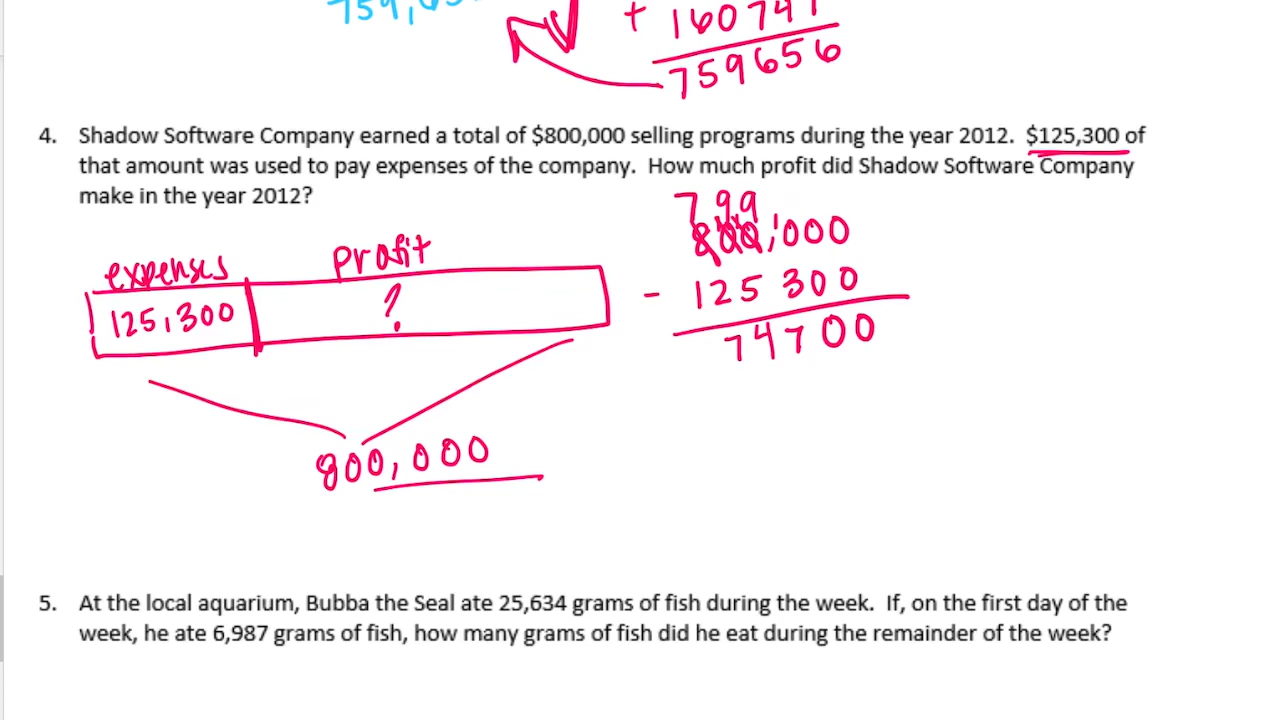 + 160747
759656
4. Shadow Software Company earned a total of $800,000 selling programs during the year 2012. $125,300 of
that amount was used to pay expenses of the company. How much profit did Shadow Software Company
make in the year 2012?
799
800,1000
- 125 300
74700
expenses profit
125,300 ?
800,000
5. At the local aquarium, Bubba the Seal ate 25,634 grams of fish during the week. If, on the first day of the
week, he ate 6,987 grams of fish, how many grams of fish did he eat during the remainder of the week?